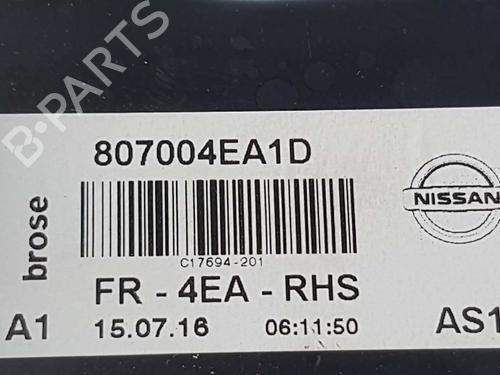 807004EA1D
brose
NISSAN
C17694-201
FR - 4EA - RHS
A1
15.07.16
06:11:50
AS1
B-PARTS